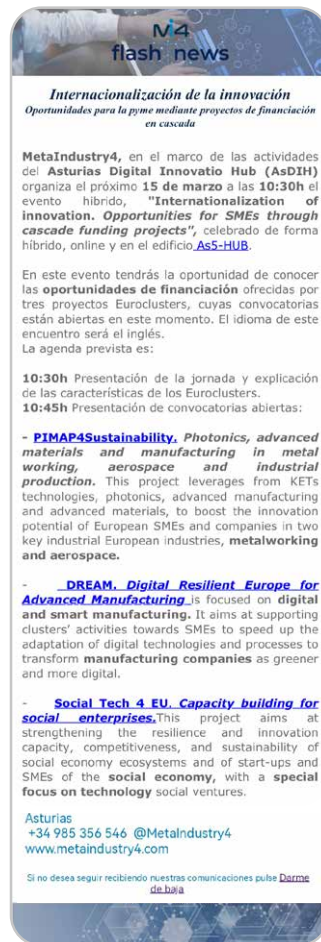 Mi4
flash news
Internacionalización de la innovación
Oportunidades para la pyme mediante proyectos de financiación
en cascada
MetaIndustry4, en el marco de las actividades
del Asturias Digital Innovatio Hub (AsDIH)
organiza el próximo 15 de marzo a las 10:30h el
evento híbrido, "Internationalization of
innovation. Opportunities for SMEs through
cascade funding projects", celebrado de forma
híbrido, online y en el edificio As5-HUB.
En este evento tendrás la oportunidad de conocer
las oportunidades de financiación ofrecidas por
tres proyectos Euroclusters, cuyas convocatorias
están abiertas en este momento. El idioma de este
encuentro será el inglés.
La agenda prevista es:
10:30h Presentación de la jornada y explicación
de las características de los Euroclusters.
10:45h Presentación de convocatorias abiertas:
- PIMAP4Sustainability. Photonics, advanced
materials and manufacturing in metal
working, aerospace and industrial
production. This project leverages from KETs
technologies, photonics, advanced manufacturing
and advanced materials, to boost the innovation
potential of European SMEs and companies in two
key industrial European industries, metalworking
and aerospace.
- DREAM. Digital Resilient Europe for
Advanced Manufacturing is focused on digital
and smart manufacturing. It aims at supporting
clusters' activities towards SMEs to speed up the
adaptation of digital technologies and processes to
transform manufacturing companies as greener
and more digital.
- Social Tech 4 EU. Capacity building for
social enterprises.This project aims at
strengthening the resilience and innovation
capacity, competitiveness, and sustainability of
social economy ecosystems and of start-ups and
SMEs of the social economy, with a special
focus on technology social ventures.
Asturias
+34 985 356 546 @MetaIndustry4
www.metaindustry4.com
Si no desea seguir recibiendo nuestras comunicaciones pulse Darme
de baja